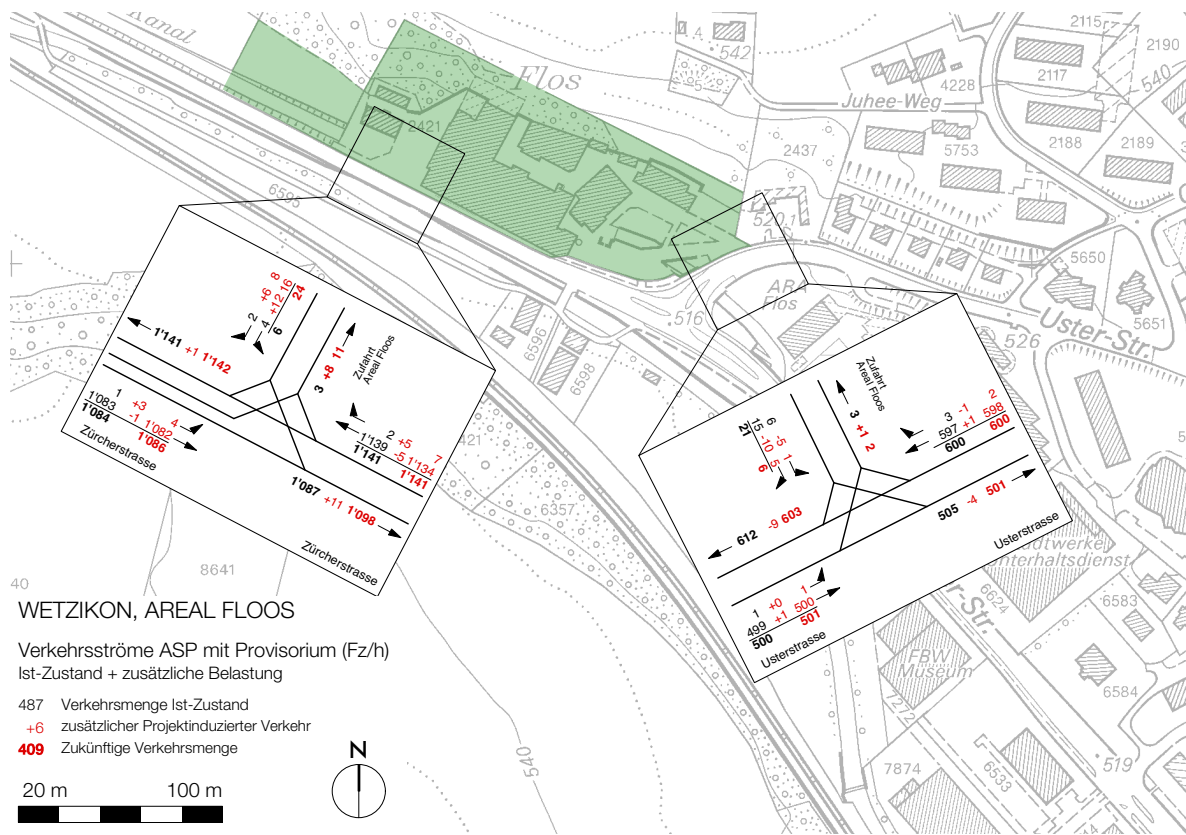 Kanal
Flos
542
2115
2190
2117
540
4228
Juhee-Weg
2421
2437
5753
2188
2189
6595
520.1
5650
ARA
Flos
5651
516
Uster-Str.
526
6596
6598
8
+6
+12 16
24
2
4
6
1'141 +1 1'142
3 +8 11
Zufahrt
Areal Floos
1 +3 4
1'083 -1 1'082
1'084 1'086
Zürcherstrasse
2 +5 7
1'139 -5 1'134
1'141 1'141
1'087 +11 1'098
Zürcherstrasse
6 -5 1
15 -10 5
21 6
3 +1 2
Zufahrt
Areal Floos
3 -1 2
597 +1 598
600 600
612 -9 603
505 -4 501
Usterstrasse
1 +0 1
499 +1 500
500 501
Usterstrasse
421
6357
8641
40
540
Stadtwerke
Unterhaltsdienst
6624
6583
r-Str.
FBW
Museum
6584
7272
519
6533
7874
WETZIKON, AREAL FLOOS
Verkehrsströme ASP mit Provisorium (Fz/h)
Ist-Zustand + zusätzliche Belastung
487 Verkehrsmenge Ist-Zustand
+6 zusätzlicher Projektinduzierter Verkehr
409 Zukünftige Verkehrsmenge
N
20 m 100 m